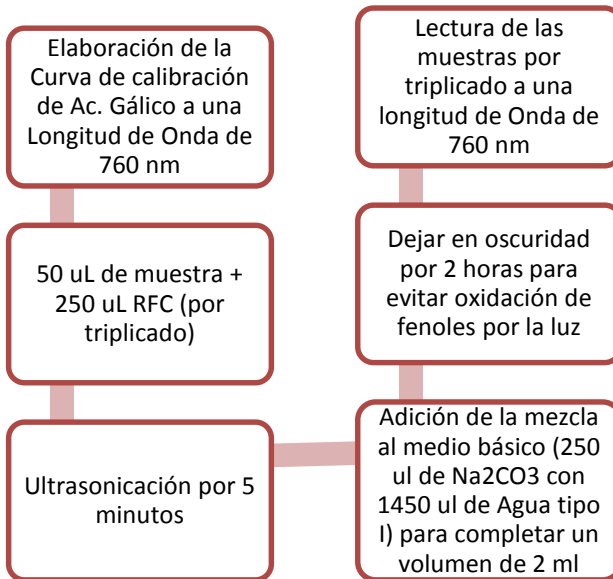 Elaboración de la
Curva de calibración
de Ac. Gálico a una
Longitud de Onda de
760 nm
50 uL de muestra +
250 uL RFC (por
triplicado)
Ultrasonicación por 5
minutos
Adición de la mezcla
al medio básico (250
ul de Na2CO3 con
1450 ul de Agua tipo
I) para completar un
volumen de 2 ml
Dejar en oscuridad
por 2 horas para
evitar oxidación de
fenoles por la luz
Lectura de las
muestras por
triplicado a una
longitud de Onda de
760 nm